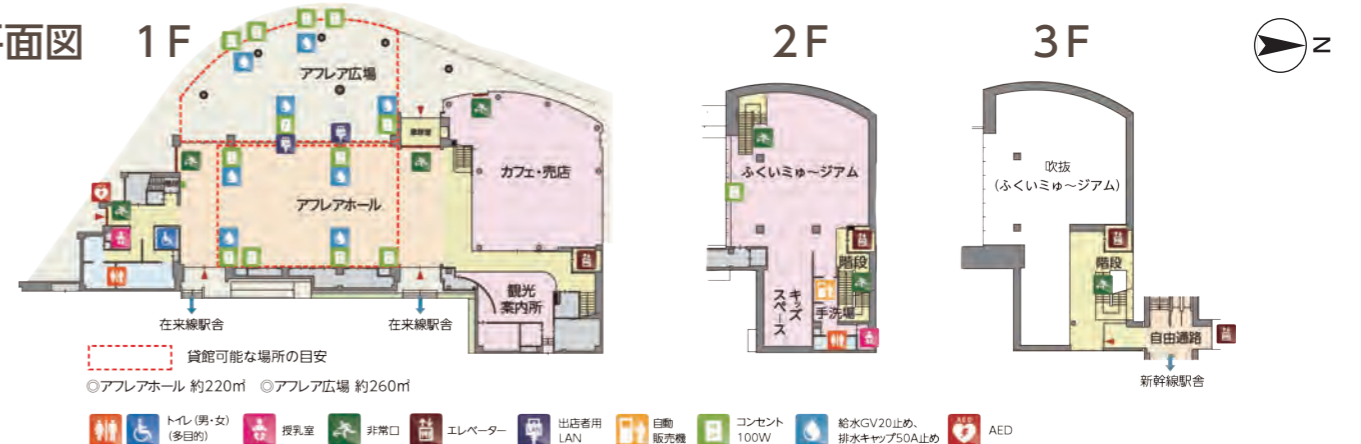 平面図
1F
2F
3F
N
アフレア広場
カフェ・売店
アフレアホール
観光
案内所
在来線駅舎
在来線駅舎
ふくいみゅ～ジアム
階段
キッズ
スペース
手洗場
吹抜
(ふくいみゅ～ジアム)
階段
自由通路
新幹線駅舎
貸館可能な場所の目安
◎アフレアホール 約220㎡ ◎アフレア広場 約260㎡
トイレ(男・女)
(多目的)
授乳室
非常口
エレベーター
LAN
出店者用
LAN
自動
販売機
コンセント
100W
給水GV20止め、
排水キャップ50A止め
AED
AED